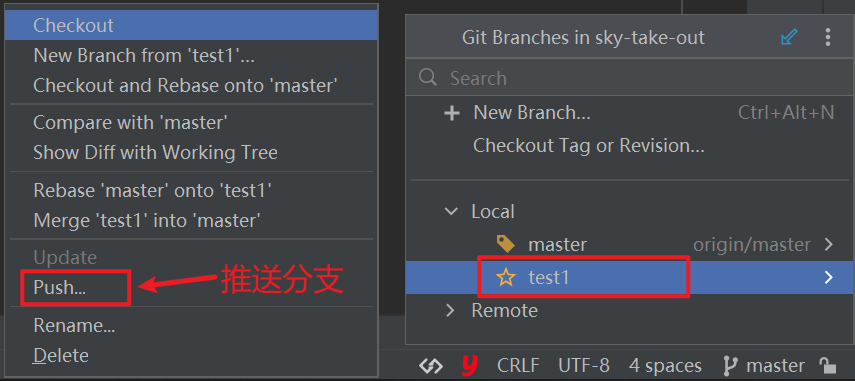 Checkout
New Branch from 'test1'...
Checkout and Rebase onto 'master'
Compare with 'master'
Show Diff with Working Tree
Rebase 'master' onto 'test1'
Merge 'test1' into 'master'
Update
Push...
推送分支
Rename...
Delete
Git Branches in sky-take-out
Search
New Branch... Ctrl+Alt+N
Checkout Tag or Revision...
Local
master origin/master
test1
Remote
y CRLF UTF-8 4 spaces master